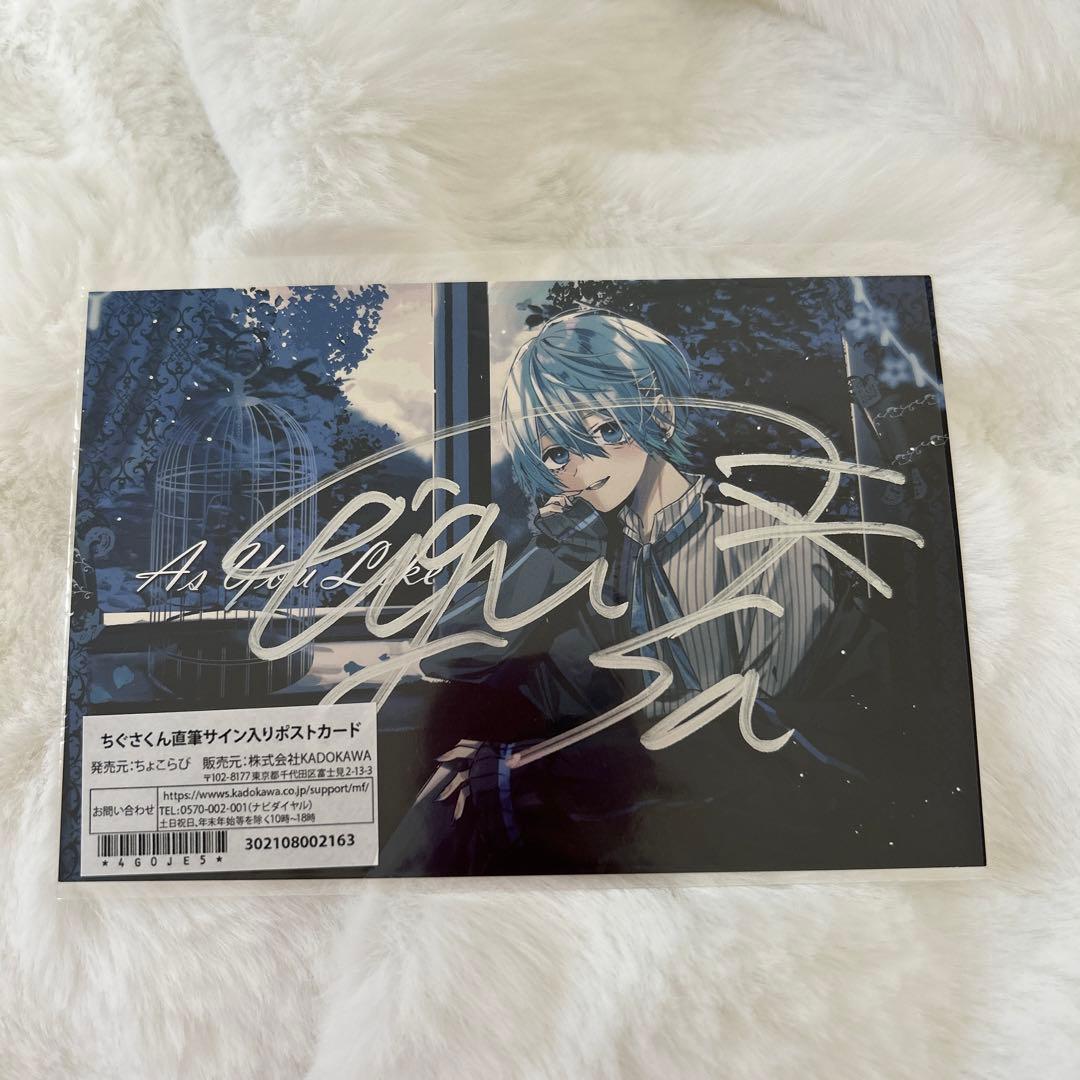 As You Like
ちぐさくん直筆サイン入りポストカード
発売元:ちょこらび 販売元:株式会社KADOKAWA
〒102-8177東京都千代田区富士見2-13-3
お問い合わせ
https://wwws.kadokawa.co.jp/support/mf/
TEL:0570-002-001(ナビダイヤル)
土日祝日、年末年始等を除く10時~18時
*4G0JE5*
302108002163